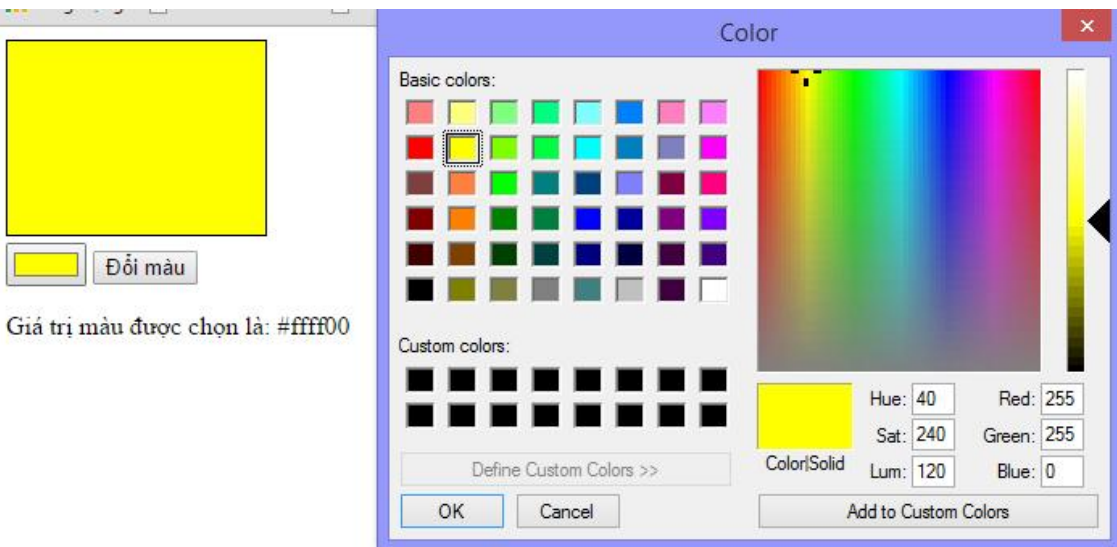 Đổi màu
Giá trị màu được chọn là: #ffff00
Color
Basic colors:
Custom colors:
Define Custom Colors >>
OK Cancel
Color|Solid
Hue: 40 Red: 255
Sat: 240 Green: 255
Lum: 120 Blue: 0
Add to Custom Colors